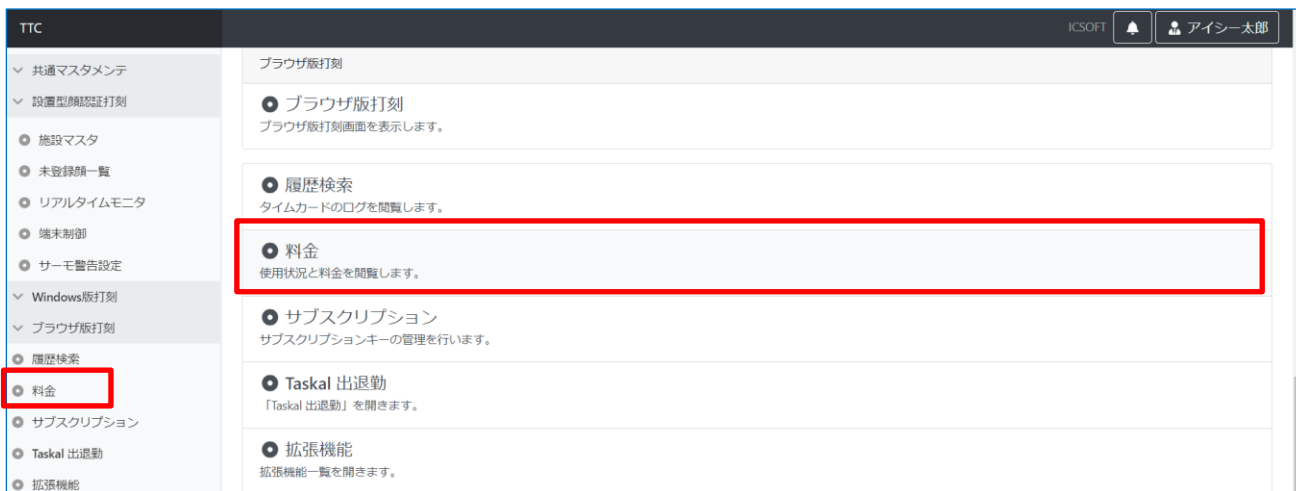 TTC
ICSOFT
アイシー太郎
共通マスタメンテ
設置型顔認証打刻
施設マスタ
未登録顔一覧
リアルタイムモニタ
端末制御
サーモ警告設定
Windows版打刻
ブラウザ版打刻
履歴検索
料金
サブスクリプション
Taskal 出退勤
拡張機能
ブラウザ版打刻
ブラウザ版打刻
ブラウザ版打刻画面を表示します。
履歴検索
タイムカードのログを閲覧します。
料金
使用状況と料金を閲覧します。
サブスクリプション
サブスクリプションキーの管理を行います。
Taskal 出退勤
「Taskal 出退勤」を開きます。
拡張機能
拡張機能一覧を開きます。